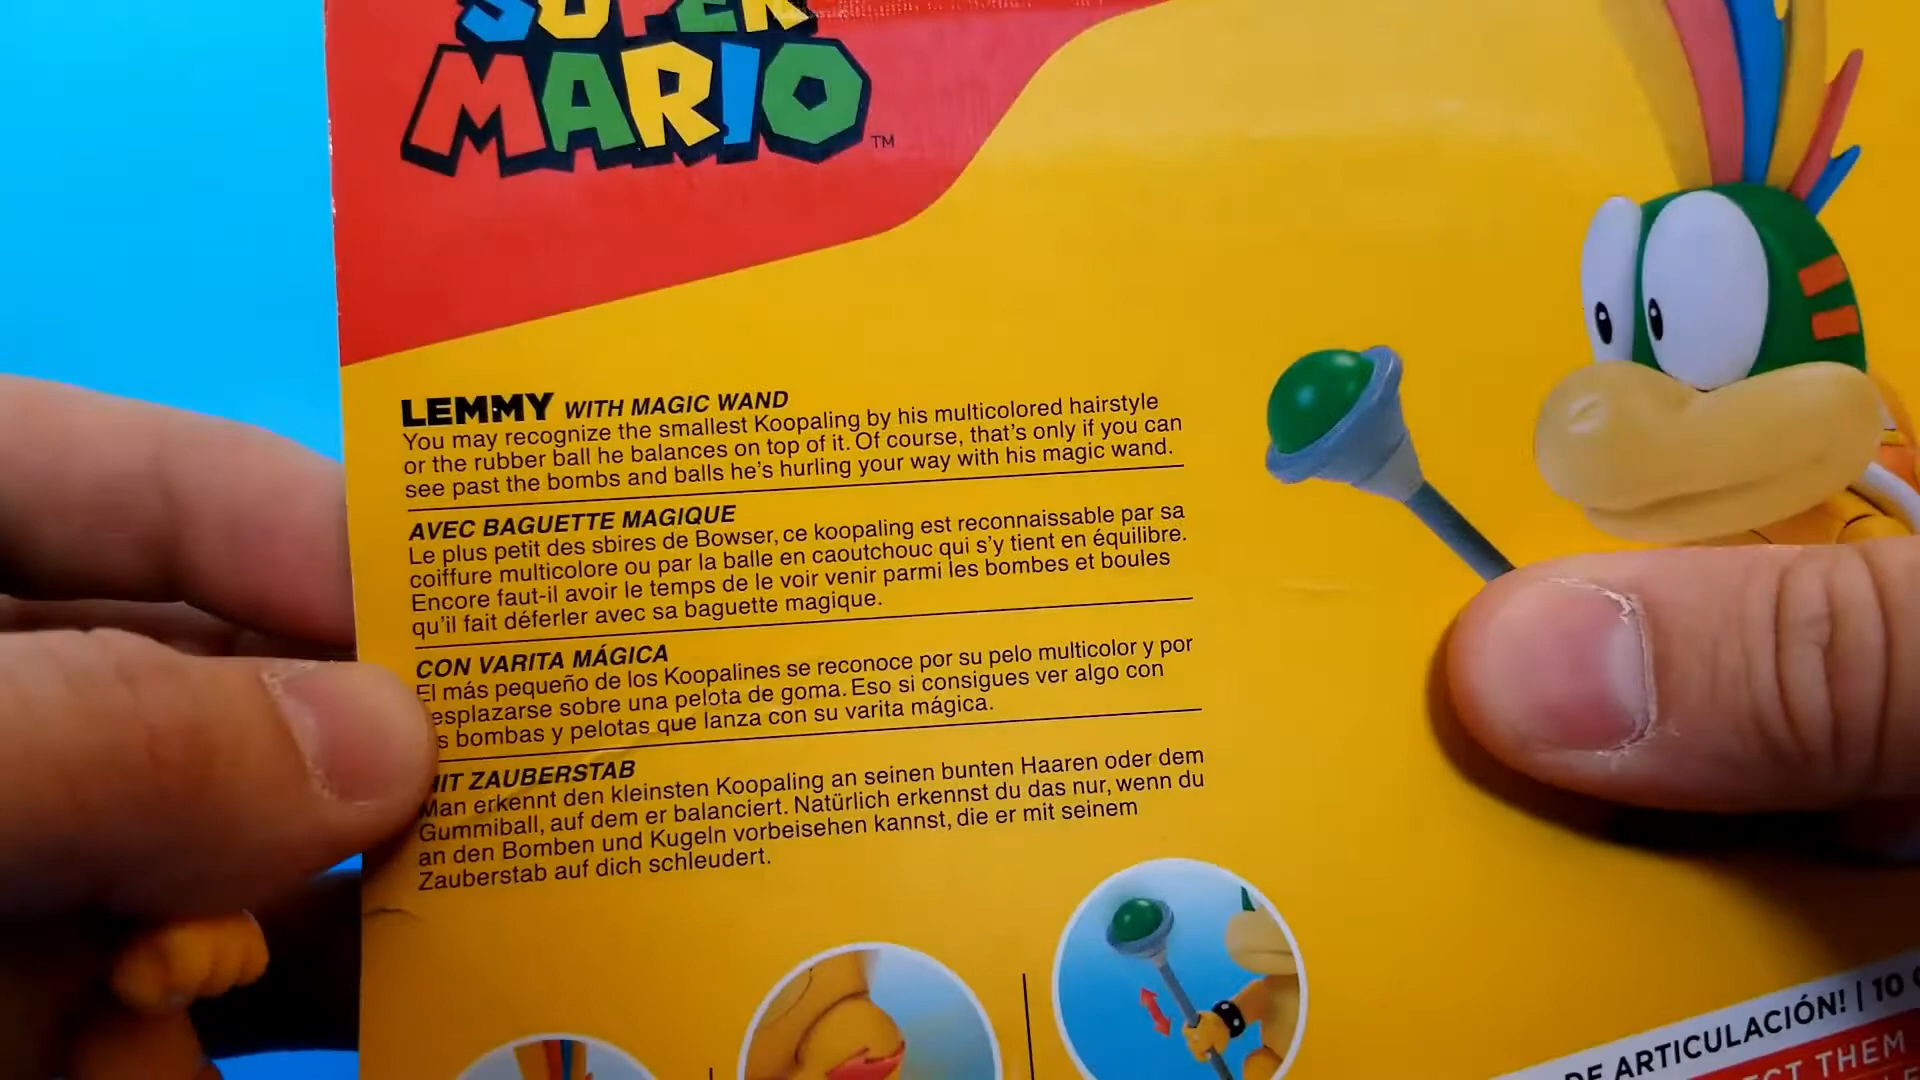 SUPER
MARIO™
LEMMY WITH MAGIC WAND
You may recognize the smallest Koopaling by his multicolored hairstyle
or the rubber ball he balances on top of it. Of course, that's only if you can
see past the bombs and balls he's hurling your way with his magic wand.
AVEC BAGUETTE MAGIQUE
Le plus petit des sbires de Bowser, ce koopaling est reconnaissable par sa
coiffure multicolore ou par la balle en caoutchouc qui s'y tient en équilibre.
Encore faut-il avoir le temps de le voir venir parmi les bombes et boules
qu'il fait déferler avec sa baguette magique.
CON VARITA MÁGICA
El más pequeño de los Koopalines se reconoce por su pelo multicolor y por
esplazarse sobre una pelota de goma. Eso si consigues ver algo con
s bombas y pelotas que lanza con su varita mágica.
MIT ZAUBERSTAB
Man erkennt den kleinsten Koopaling an seinen bunten Haaren oder dem
Gummiball, auf dem er balanciert. Natürlich erkennst du das nur, wenn du
an den Bomben und Kugeln vorbeisehen kannst, die er mit seinem
Zauberstab auf dich schleudert.
DE ARTICULACIÓN! | 10
ECT THEM